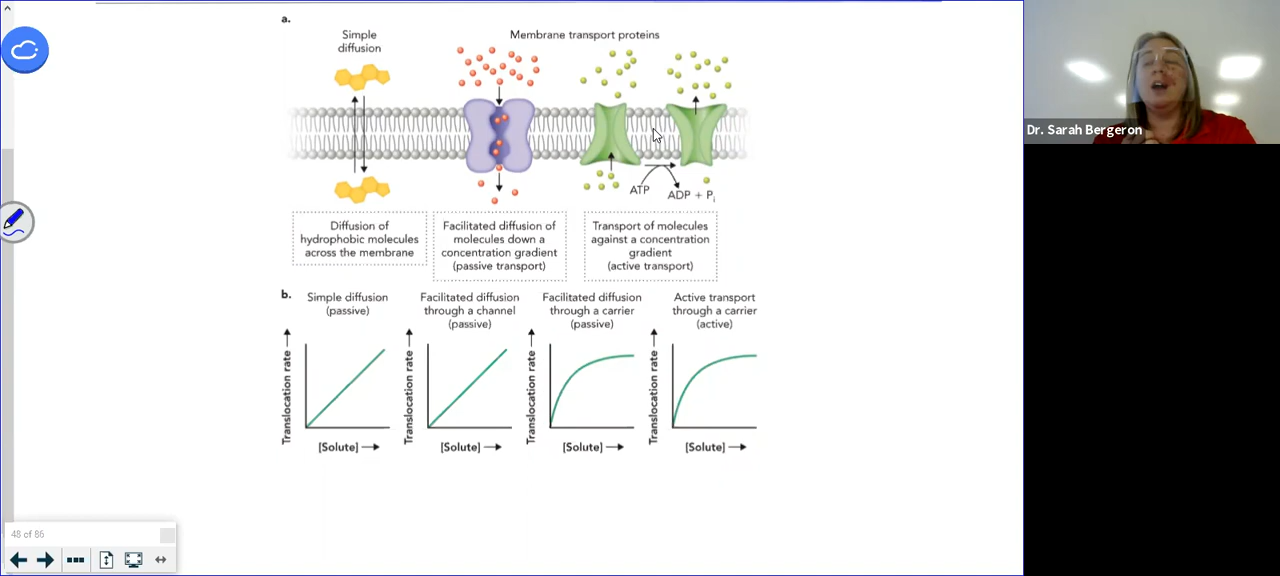 a.
Simple
diffusion
Membrane transport proteins
ATP
ADP + Pi
Diffusion of
hydrophobic molecules
across the membrane
Facilitated diffusion of
molecules down a
concentration gradient
(passive transport)
Transport of molecules
against a concentration
gradient
(active transport)
b.
Simple diffusion
(passive)
Translocation rate
[Solute]
Facilitated diffusion
through a channel
(passive)
Translocation rate
[Solute]
Facilitated diffusion
through a carrier
(passive)
Translocation rate
[Solute]
Active transport
through a carrier
(active)
Translocation rate
[Solute]
48 of 86
Dr. Sarah Bergeron